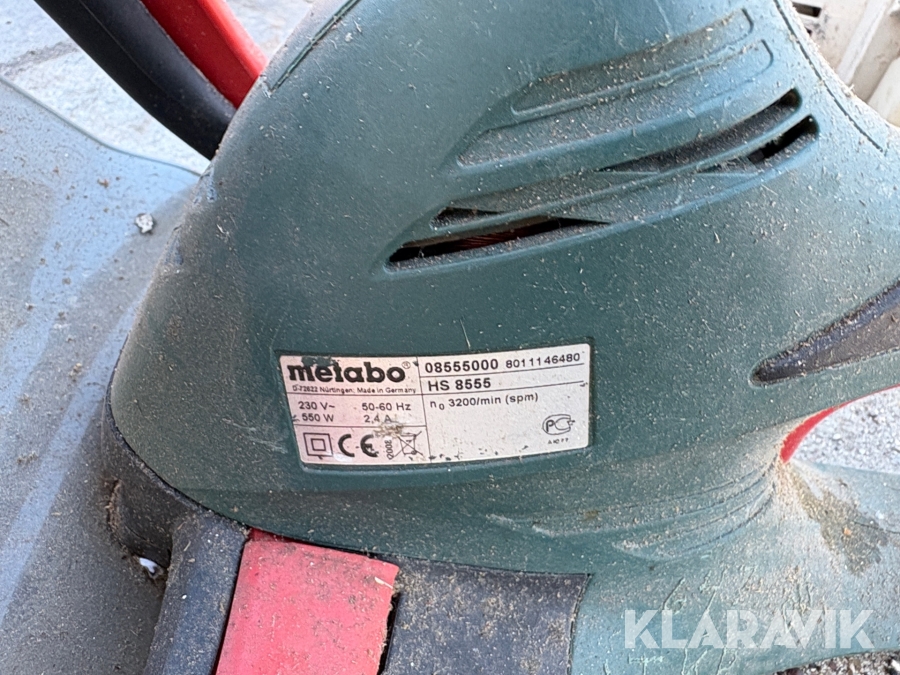 metabo®
D-72622 Nürtingen, Made in Germany
230 V~ 50-60 Hz
550 W 2,4 A
CE
08555000 8011146480
HS 8555
n0 3200/min (spm)
KLARAVIK